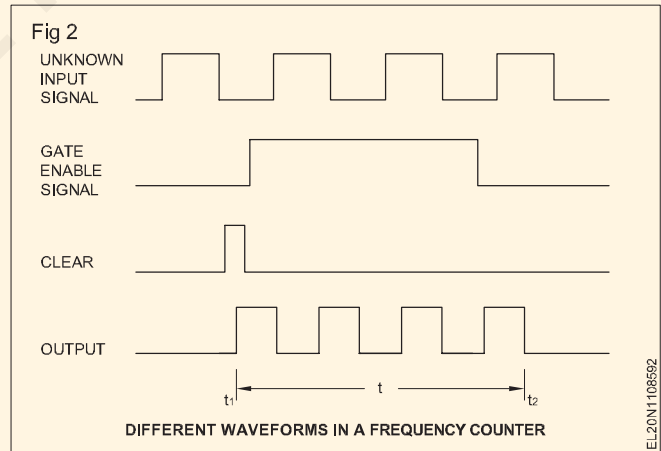 Fig 2
UNKNOWN
INPUT
SIGNAL
GATE
ENABLE
SIGNAL
CLEAR
OUTPUT
t
t1
t2
DIFFERENT WAVEFORMS IN A FREQUENCY COUNTER
EL20N1108592